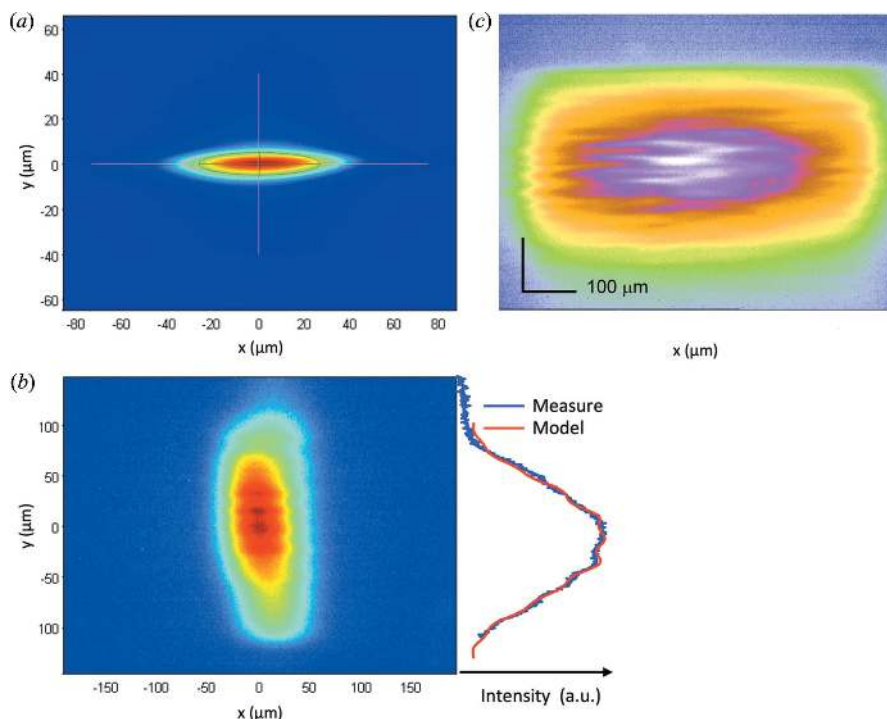 (a)
60
40
20
0
-20
-40
-60
y (μm)
-80 -60 -40 -20 0 20 40 60 80
x (μm)
(c)
100 μm
x (μm)
(b)
100
50
0
-50
100
y (μm)
-150 -100 -50 0 50 100 150
x (μm)
Measure
Model
Intensity (a.u.)